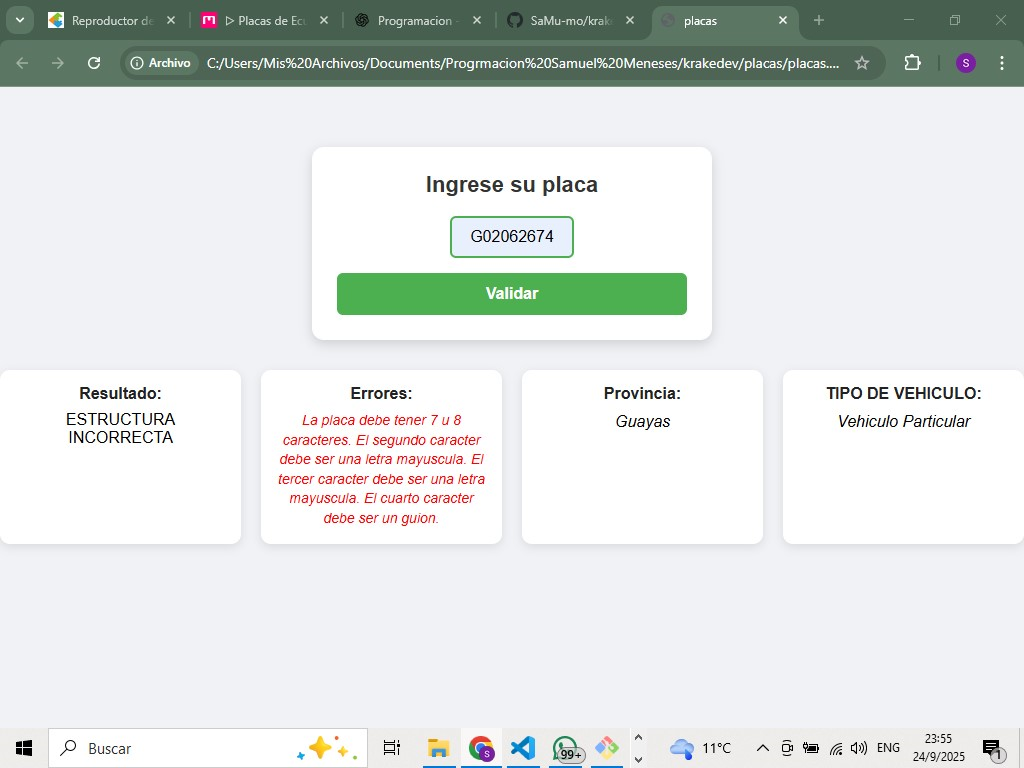 Reproductor de
▷ Placas de Ecu
Programacion -
SaMu-mo/krake
placas
Archivo
C:/Users/Mis%20Archivos/Documents/Progrmacion%20Samuel%20Meneses/krakedev/placas/placas....
S
Ingrese su placa
G02062674
Validar
Resultado:
ESTRUCTURA
INCORRECTA
Errores:
La placa debe tener 7 u 8
caracteres. El segundo caracter
debe ser una letra mayuscula. El
tercer caracter debe ser una letra
mayuscula. El cuarto caracter
debe ser un guion.
Provincia:
Guayas
TIPO DE VEHICULO:
Vehiculo Particular
Buscar
S
99+
11°C
ENG
23:55
24/9/2025
1